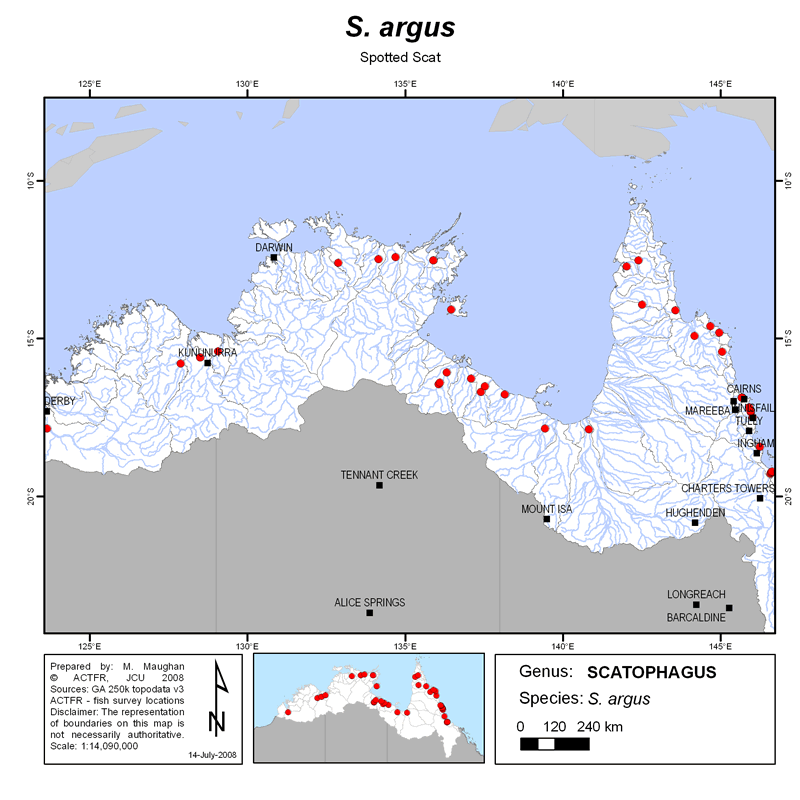 S. argus
Spotted Scat
125°E 130°E 135°E 140°E 145°E
10°S 10°S
DARWIN
15°S 15°S
KUNUNURRA
DERBY
CAIRNS
MAREEBA
TULLY
INGHAM
TENNANT CREEK
CHARTERS TOWERS
20°S 20°S
MOUNT ISA
HUGHENDEN
ALICE SPRINGS
LONGREACH
BARCALDINE
125°E 130°E 135°E 140°E 145°E
Prepared by: M. Maughan
© ACTFR, JCU 2008
Sources: GA 250k topodata v3
ACTFR - fish survey locations
Disclaimer: The representation
of boundaries on this map is
not necessarily authoritative.
Scale: 1:14,090,000
N
14-July-2008
Genus: SCATOPHAGUS
Species: S. argus
0 120 240 km